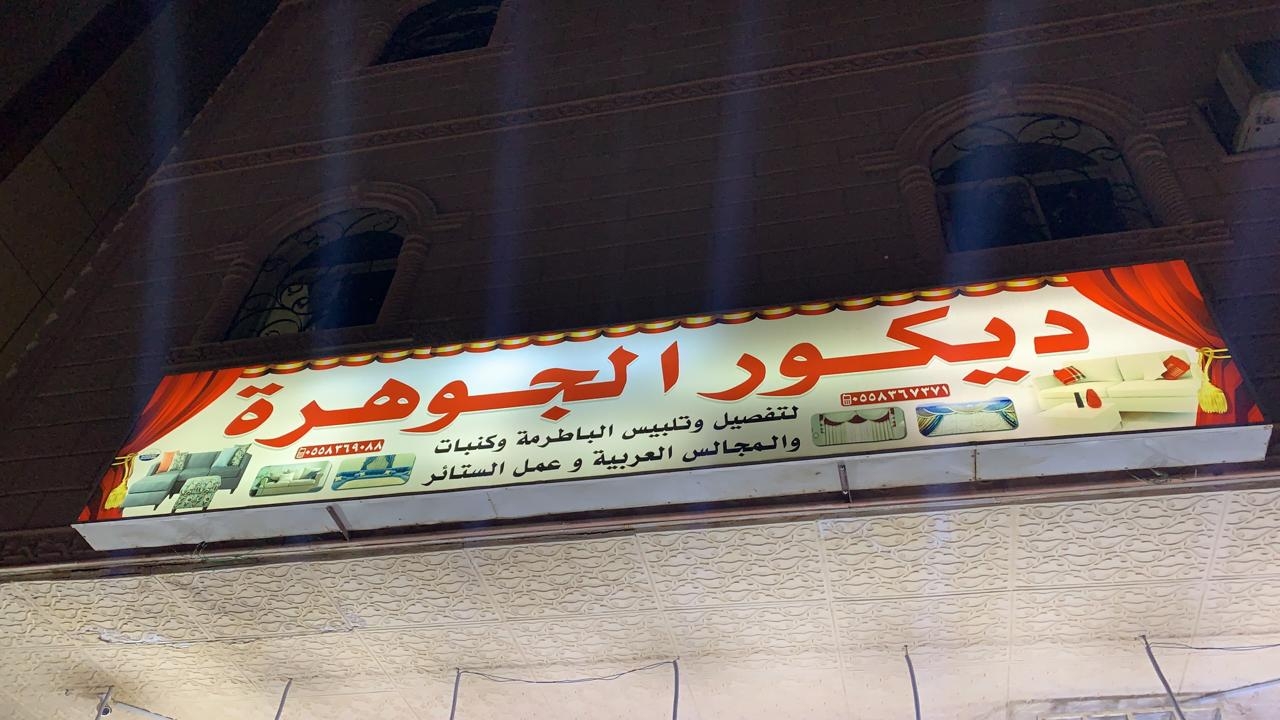 ديكور الجوهرة
٠٥٥٨٣٦٧٣٧١
لتفصيل وتلبيس الباطرمة وكنبات
والمجالس العربية و عمل الستائر
٠٥٥٨٣٦٩٠٨٨